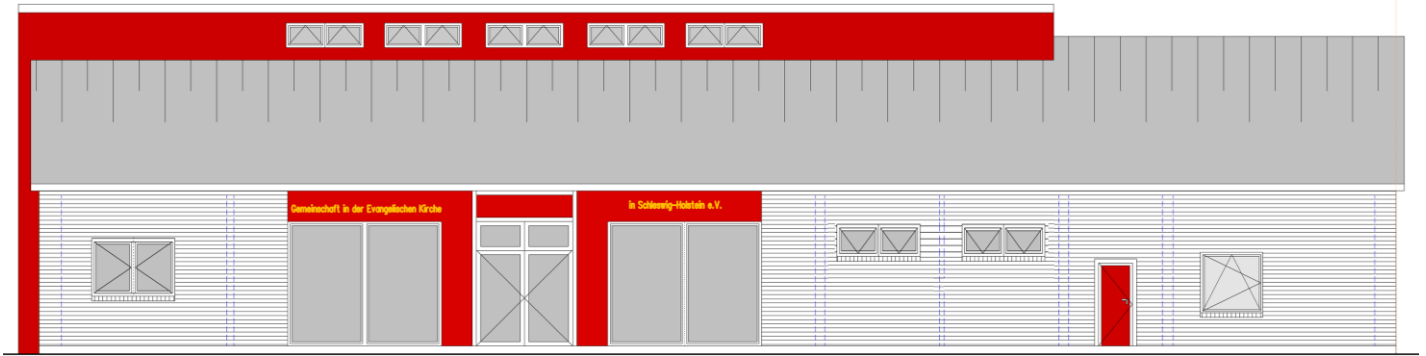 Gemeinschaft in der Evangelischen Kirche
in Schleswig-Holstein e.V.